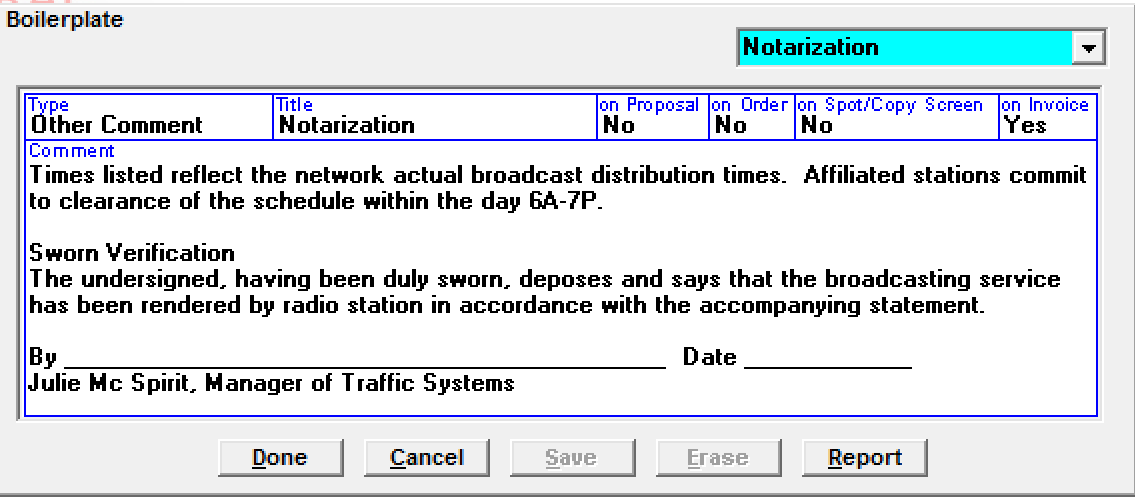 Boilerplate
Notarization
Type Title on Proposal on Order on Spot/Copy Screen on Invoice
Other Comment Notarization No No No Yes
Comment
Times listed reflect the network actual broadcast distribution times.  Affiliated stations commit
to clearance of the schedule within the day 6A-7P.
Sworn Verification
The undersigned, having been duly sworn, deposes and says that the broadcasting service
has been rendered by radio station in accordance with the accompanying statement.
By ______________________________ Date __________
Julie Mc Spirit, Manager of Traffic Systems
Done Cancel Save Erase Report